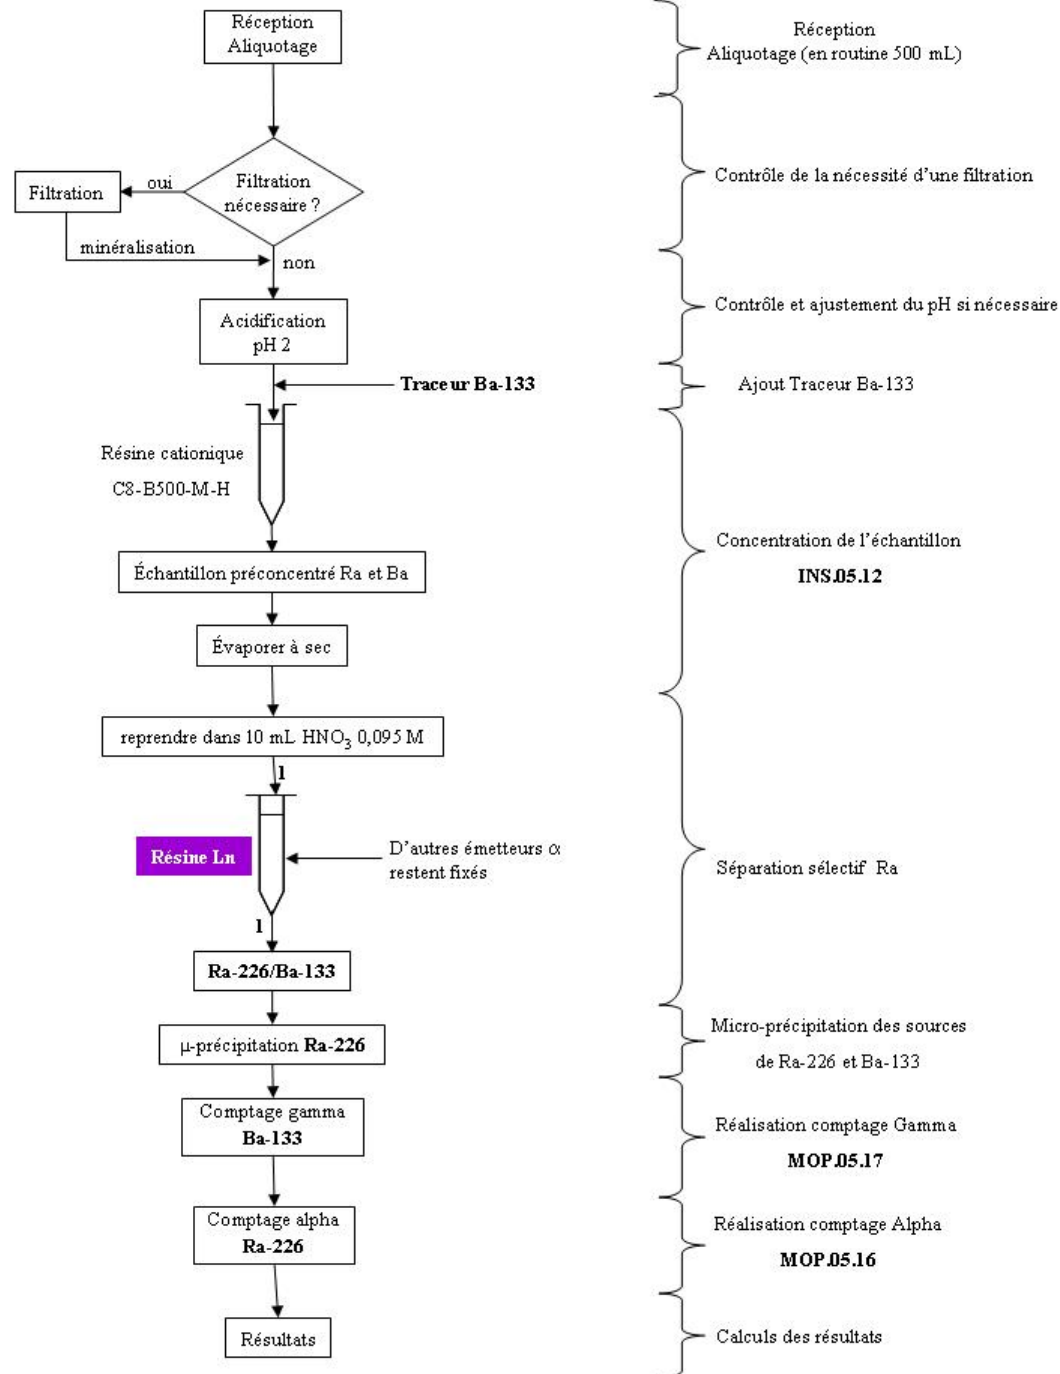 Réception
Aliquotage
Réception
Aliquotage (en routine 500 mL)
Filtration
oui
Filtration
nécessaire ?
Contrôle de la nécessité d'une filtration
minéralisation
non
Acidification
pH 2
Contrôle et ajustement du pH si nécessaire
Traceur Ba-133
Ajout Traceur Ba-133
Résine cationique
C8-B500-M-H
Concentration de l'échantillon
INS.05.12
Échantillon préconcentré Ra et Ba
Évaporer à sec
reprendre dans 10 mL HNO3 0,095 M
1
Résine Ln
D'autres émetteurs α
restent fixés
Séparation sélectif Ra
1
Ra-226/Ba-133
µ-précipitation Ra-226
Micro-précipitation des sources
de Ra-226 et Ba-133
Comptage gamma
Ba-133
Réalisation comptage Gamma
MOP.05.17
Comptage alpha
Ra-226
Réalisation comptage Alpha
MOP.05.16
Résultats
Calculs des résultats